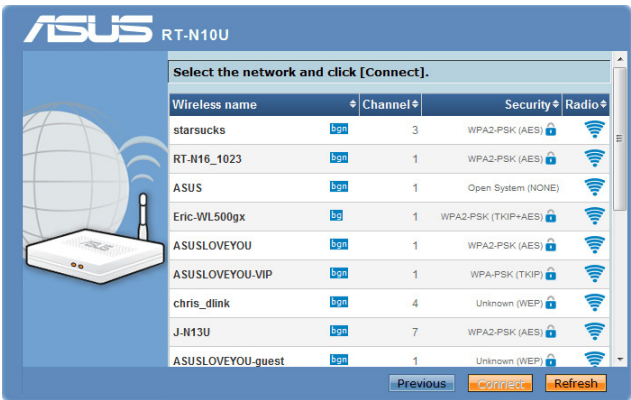 ASUS RT-N10U
Select the network and click [Connect].
Wireless name Channel Security Radio
starsucks bgn 3 WPA2-PSK (AES)
RT-N16_1023 bgn 1 WPA2-PSK (AES)
ASUS bgn 1 Open System (NONE)
Eric-WL500gx bg 1 WPA2-PSK (TKIP+AES)
ASUSLOVEYOU bgn 1 WPA2-PSK (AES)
ASUSLOVEYOU-VIP bgn 1 WPA-PSK (TKIP)
chris_dlink bgn 4 Unknown (WEP)
J-N13U bgn 7 WPA2-PSK (AES)
ASUSLOVEYOU-guest bgn 1 Unknown (WEP)
ASUS
Previous Connect Refresh